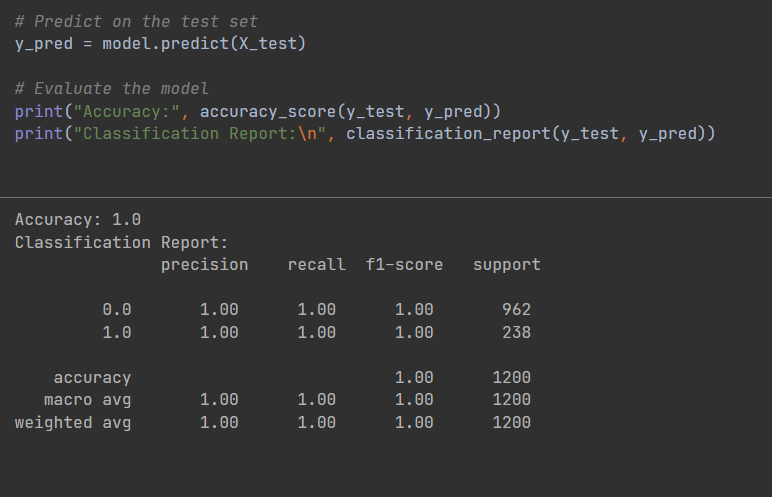 # Predict on the test set
y_pred = model.predict(X_test)
# Evaluate the model
print("Accuracy:", accuracy_score(y_test, y_pred))
print("Classification Report:\n", classification_report(y_test, y_pred))
Accuracy: 1.0
Classification Report:
precision    recall  f1-score   support
0.0       1.00      1.00      1.00       962
1.0       1.00      1.00      1.00       238
accuracy                           1.00      1200
macro avg       1.00      1.00      1.00      1200
weighted avg       1.00      1.00      1.00      1200